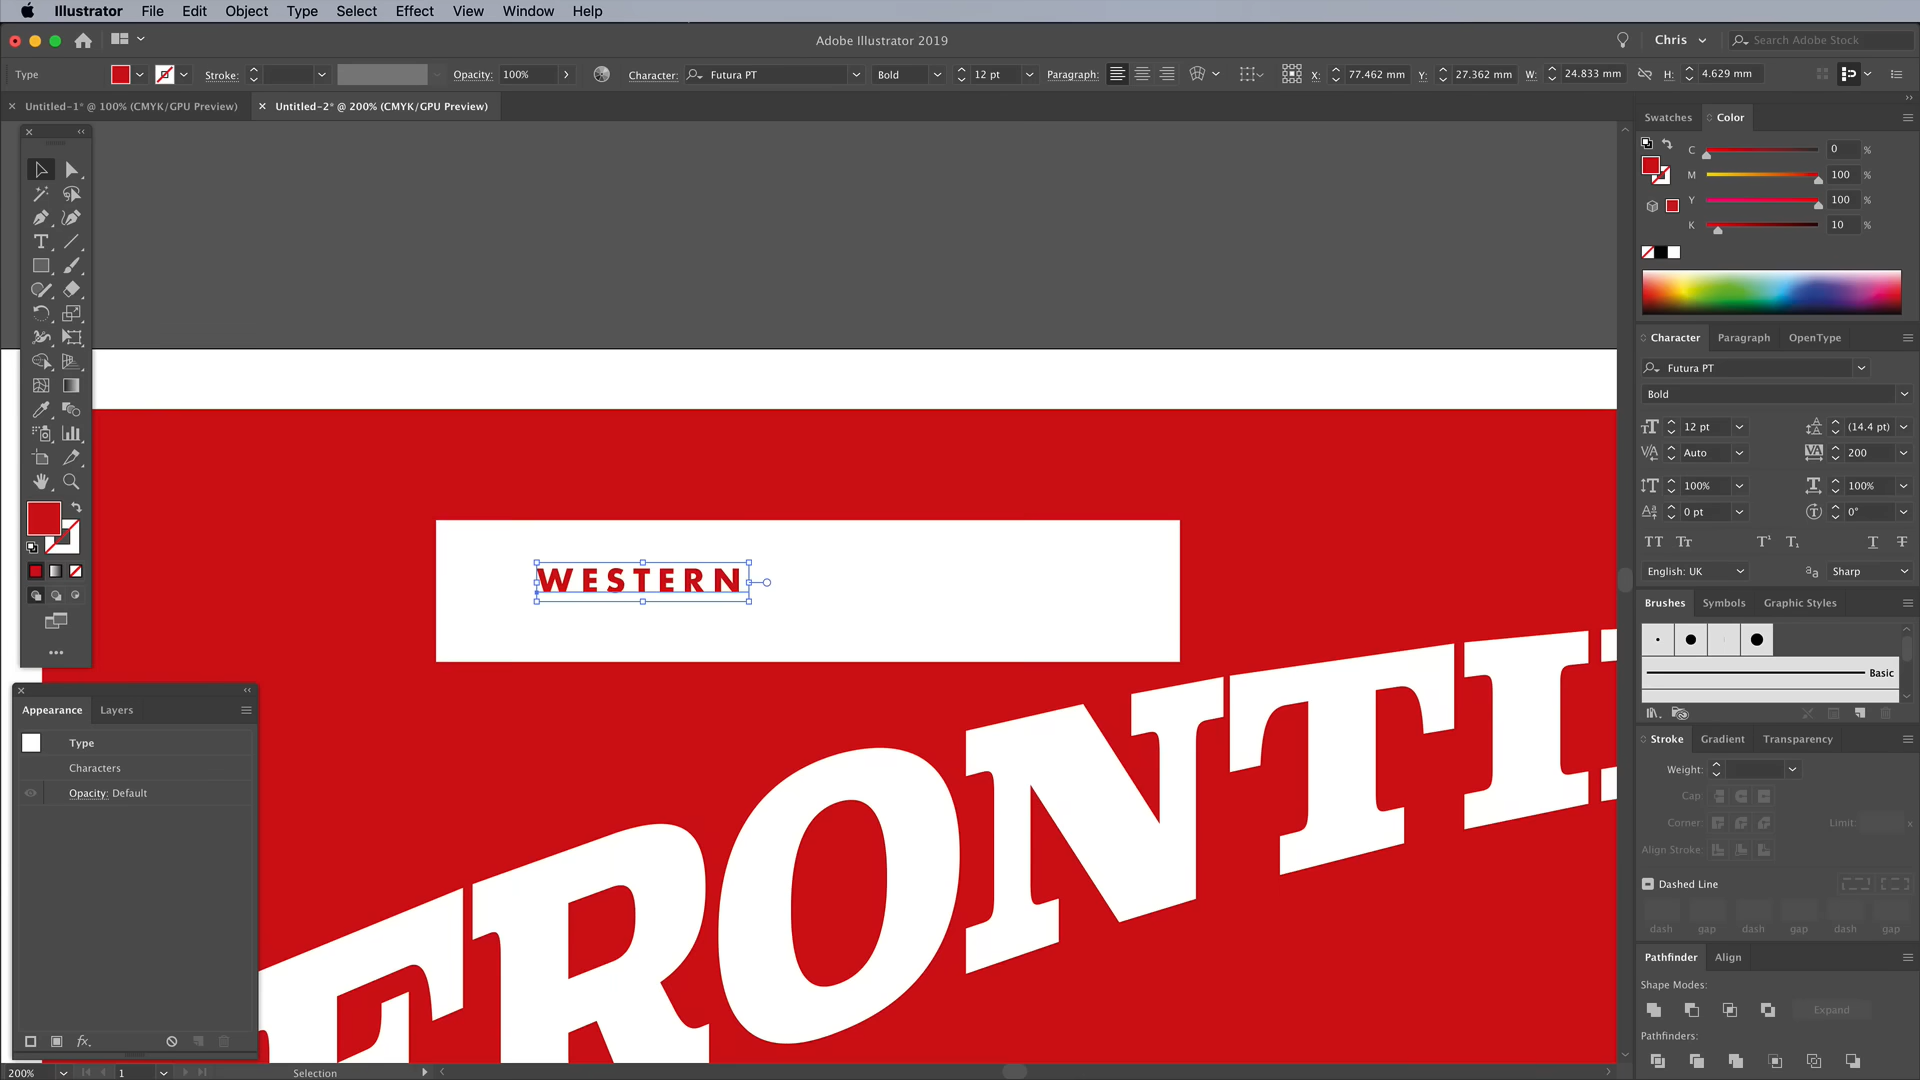 Illustrator File Edit Object Type Select Effect View Window Help
Adobe Illustrator 2019
Chris
Search Adobe Stock
Type
Stroke:
Opacity: 100%
Character: Futura PT
Bold
12 pt
Paragraph:
X: 77.462 mm
Y: 27.362 mm
W: 24.833 mm
H: 4.629 mm
Untitled-1* @ 100% (CMYK/GPU Preview)
Untitled-2* @ 200% (CMYK/GPU Preview)
Swatches Color
C 0 %
M 100 %
Y 100 %
K 10 %
Character Paragraph OpenType
Futura PT
Bold
12 pt (14.4 pt)
Auto 200
100% 100%
0 pt 0°
English: UK Sharp
Brushes Symbols Graphic Styles
Basic
Stroke Gradient Transparency
Weight:
Cap:
Corner: Limit: x
Align Stroke:
Dashed Line
dash gap dash gap dash gap
Pathfinder Align
Shape Modes:
Expand
Pathfinders:
WESTERN
FRONTI
Appearance Layers
Type
Characters
Opacity: Default
200% 1 Selection